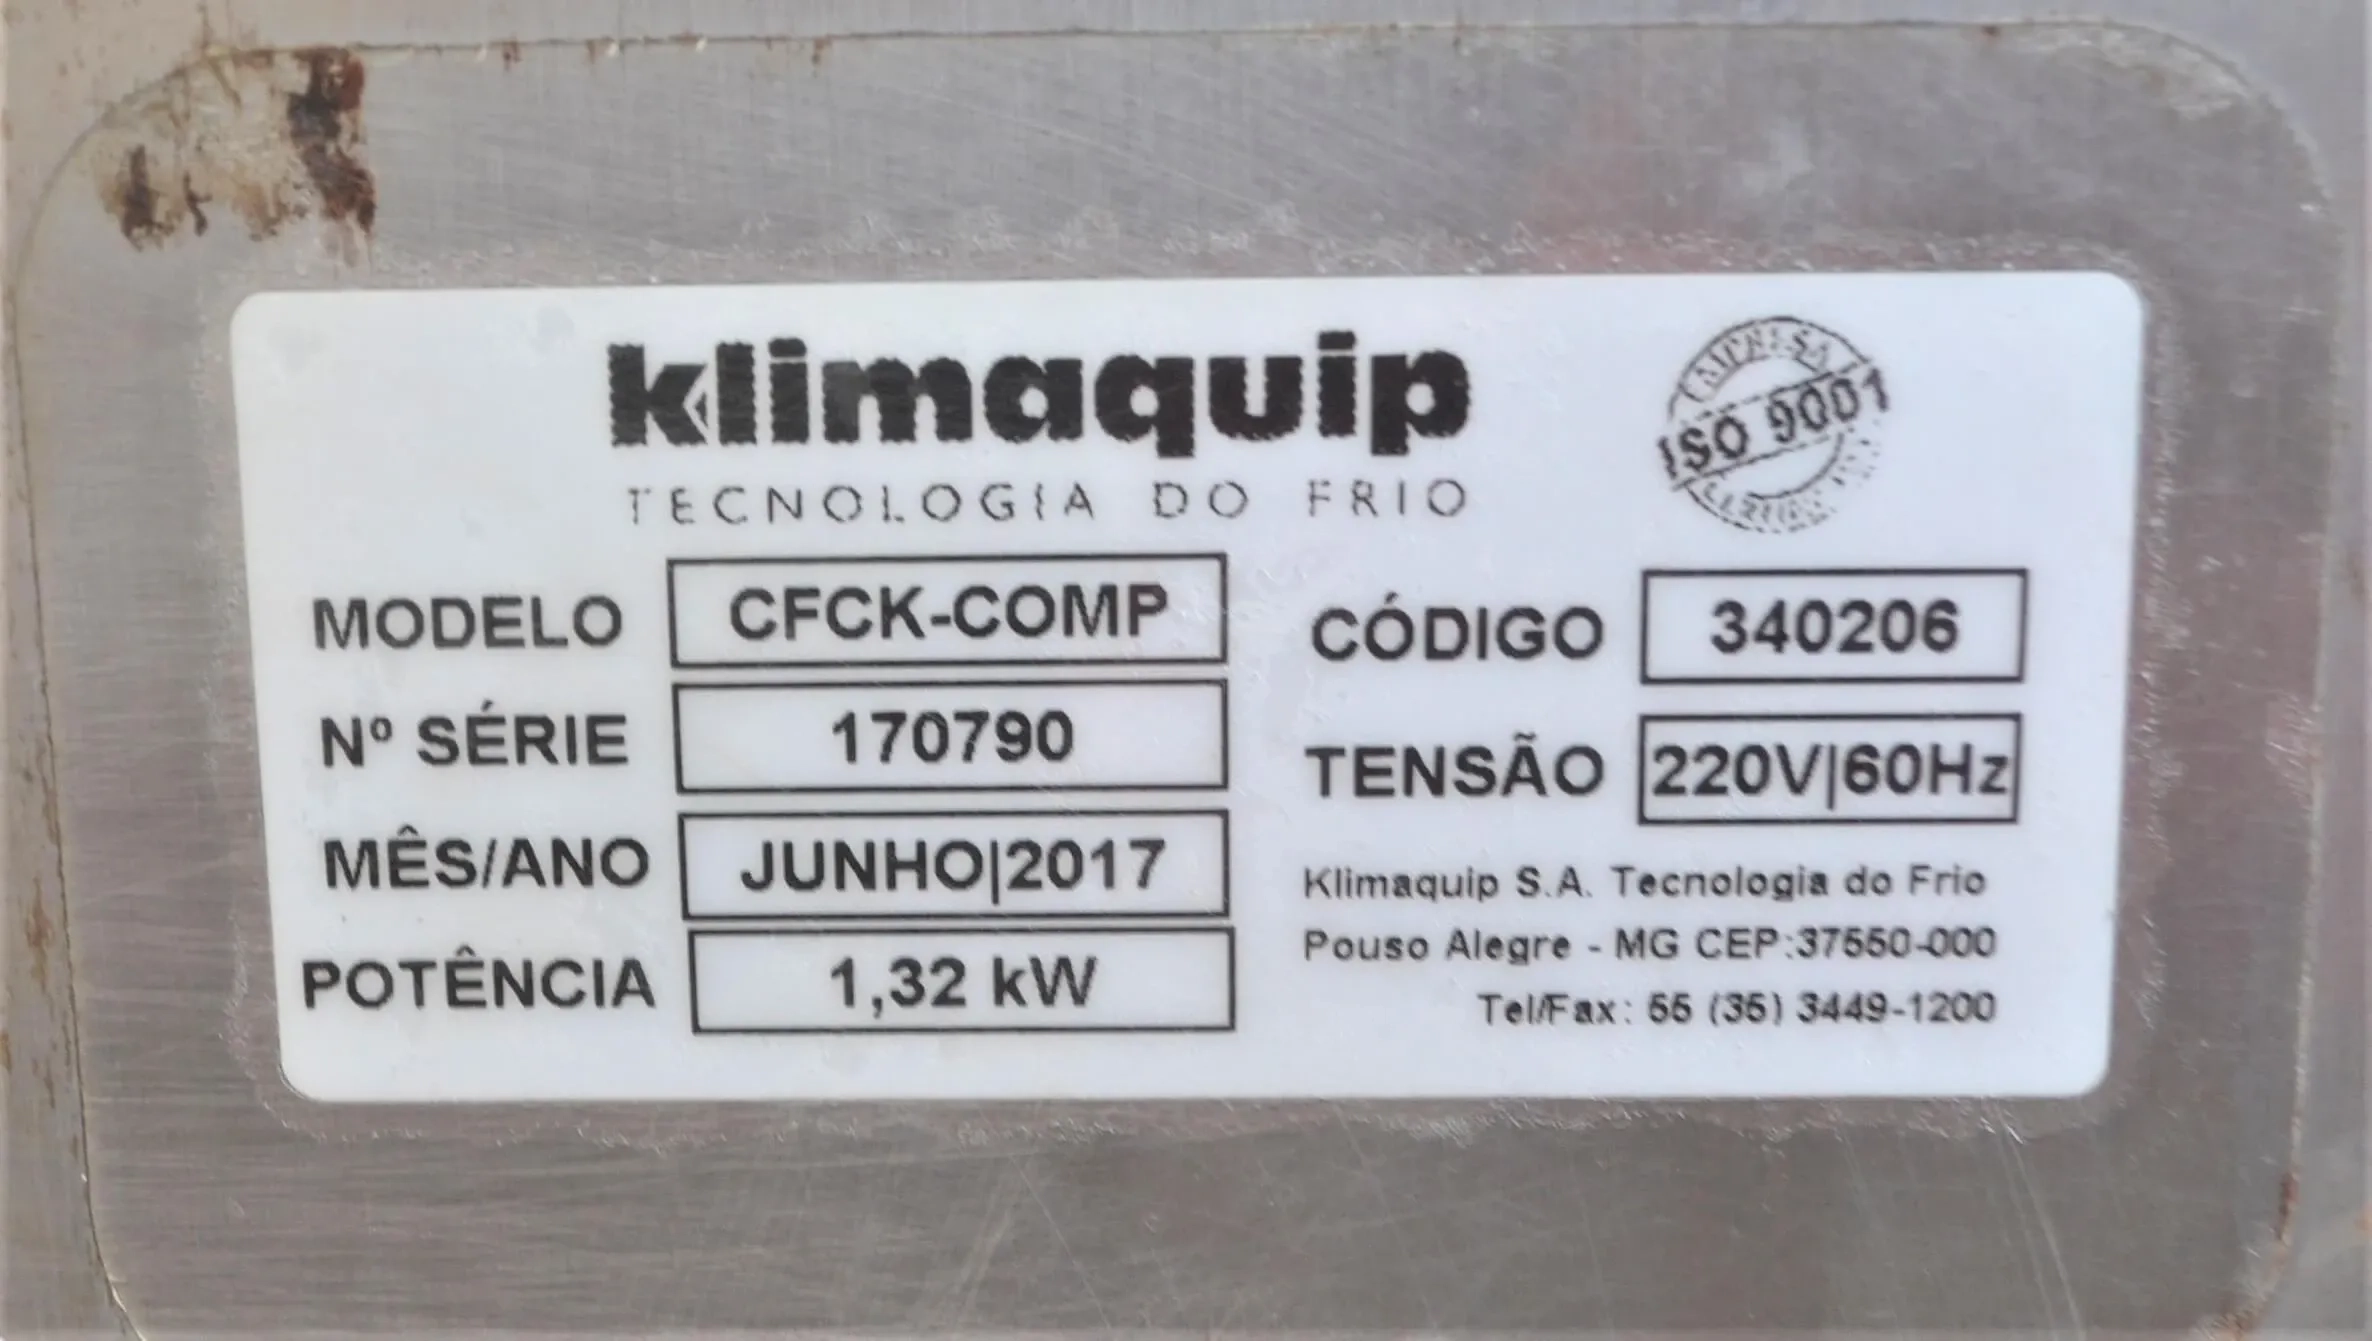 klimaquip
TECNOLOGIA DO FRIO
EMPRESA
ISO 9001
MODELO CFCK-COMP
CÓDIGO 340206
Nº SÉRIE 170790
TENSÃO 220V|60Hz
MÊS/ANO JUNHO|2017
POTÊNCIA 1,32 kW
Klimaquip S.A. Tecnologia do Frio
Pouso Alegre - MG CEP:37550-000
Tel/Fax: 55 (35) 3449-1200